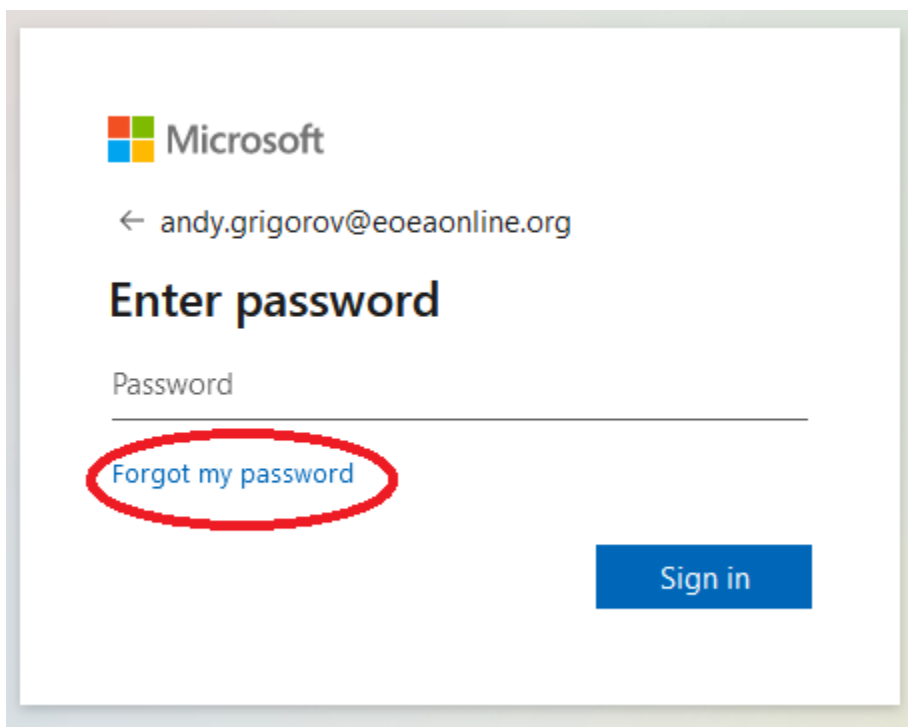 Microsoft
← andy.grigorov@eoeaonline.org
Enter password
Password
Forgot my password
Sign in